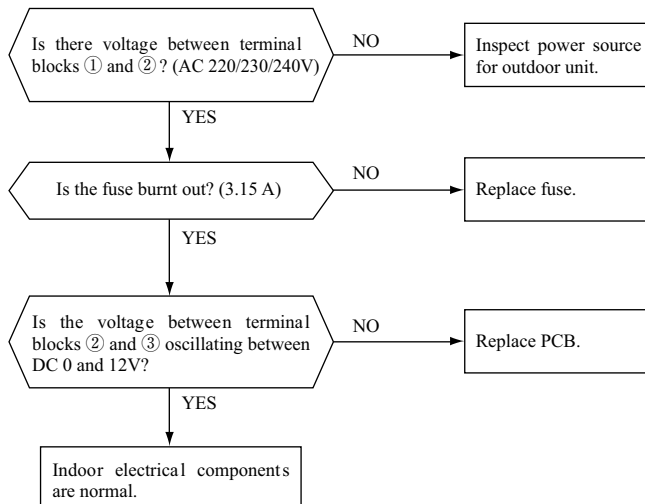 Is there voltage between terminal
blocks ① and ② ? (AC 220/230/240V)
NO
Inspect power source
for outdoor unit.
YES
Is the fuse burnt out? (3.15 A)
NO
Replace fuse.
YES
Is the voltage between terminal
blocks ② and ③ oscillating between
DC 0 and 12V?
NO
Replace PCB.
YES
Indoor electrical components
are normal.